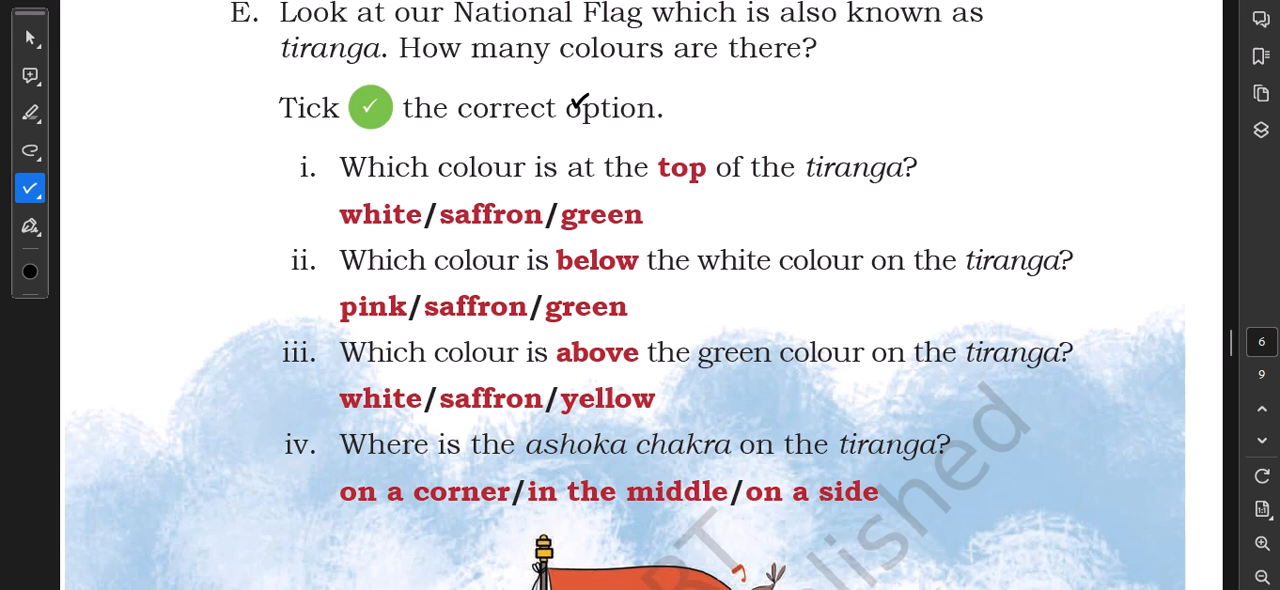 E. Look at our National Flag which is also known as
tiranga. How many colours are there?
Tick ✓ the correct option.
i. Which colour is at the top of the tiranga?
white/saffron/green
ii. Which colour is below the white colour on the tiranga?
pink/saffron/green
iii. Which colour is above the green colour on the tiranga?
white/saffron/yellow
iv. Where is the ashoka chakra on the tiranga?
on a corner/in the middle/on a side
6
9